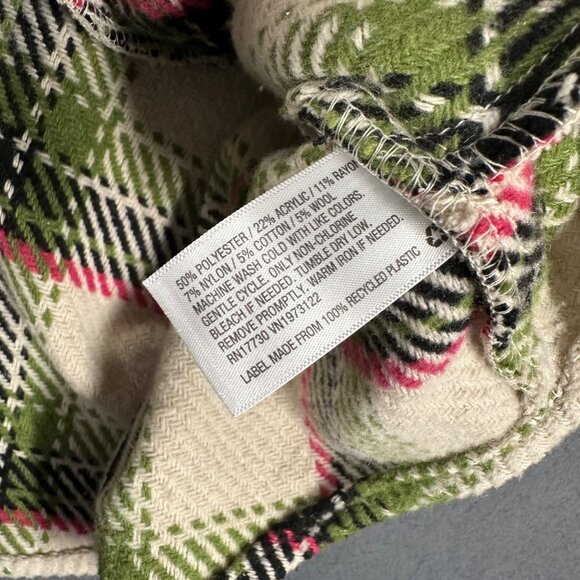 50% POLYESTER / 22% ACRYLIC / 11% RAYON
7% NYLON / 5% COTTON / 5% WOOL
MACHINE WASH COLD WITH LIKE COLORS
GENTLE CYCLE. ONLY NON-CHLORINE
BLEACH IF NEEDED. TUMBLE DRY LOW.
REMOVE PROMPTLY. WARM IRON IF NEEDED.
RN17730 VN1973122
LABEL MADE FROM 100% RECYCLED PLASTIC